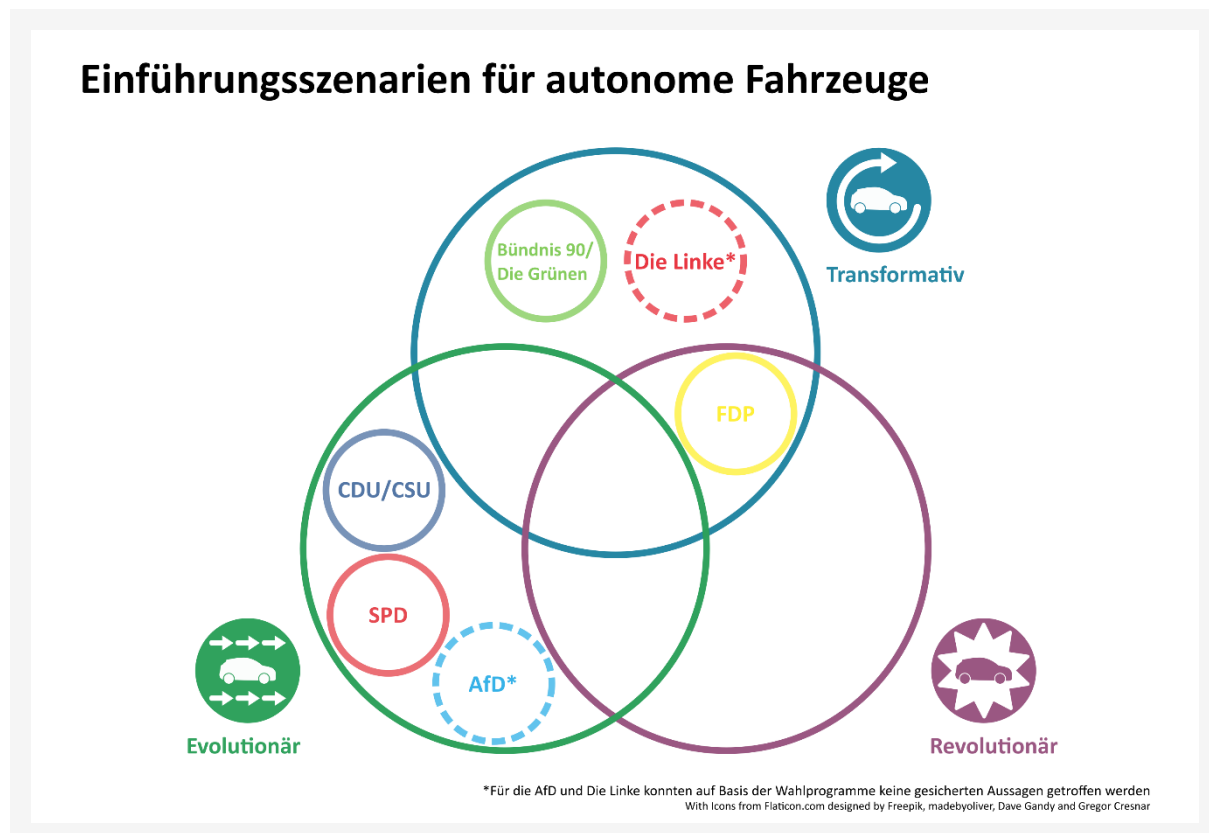 Einführungsszenarien für autonome Fahrzeuge
Bündnis 90/
Die Grünen
Die Linke*
Transformativ
FDP
CDU/CSU
SPD
AfD*
Evolutionär
Revolutionär
*Für die AfD und Die Linke konnten auf Basis der Wahlprogramme keine gesicherten Aussagen getroffen werden
With Icons from Flaticon.com designed by Freepik, madebyoliver, Dave Gandy and Gregor Cresnar